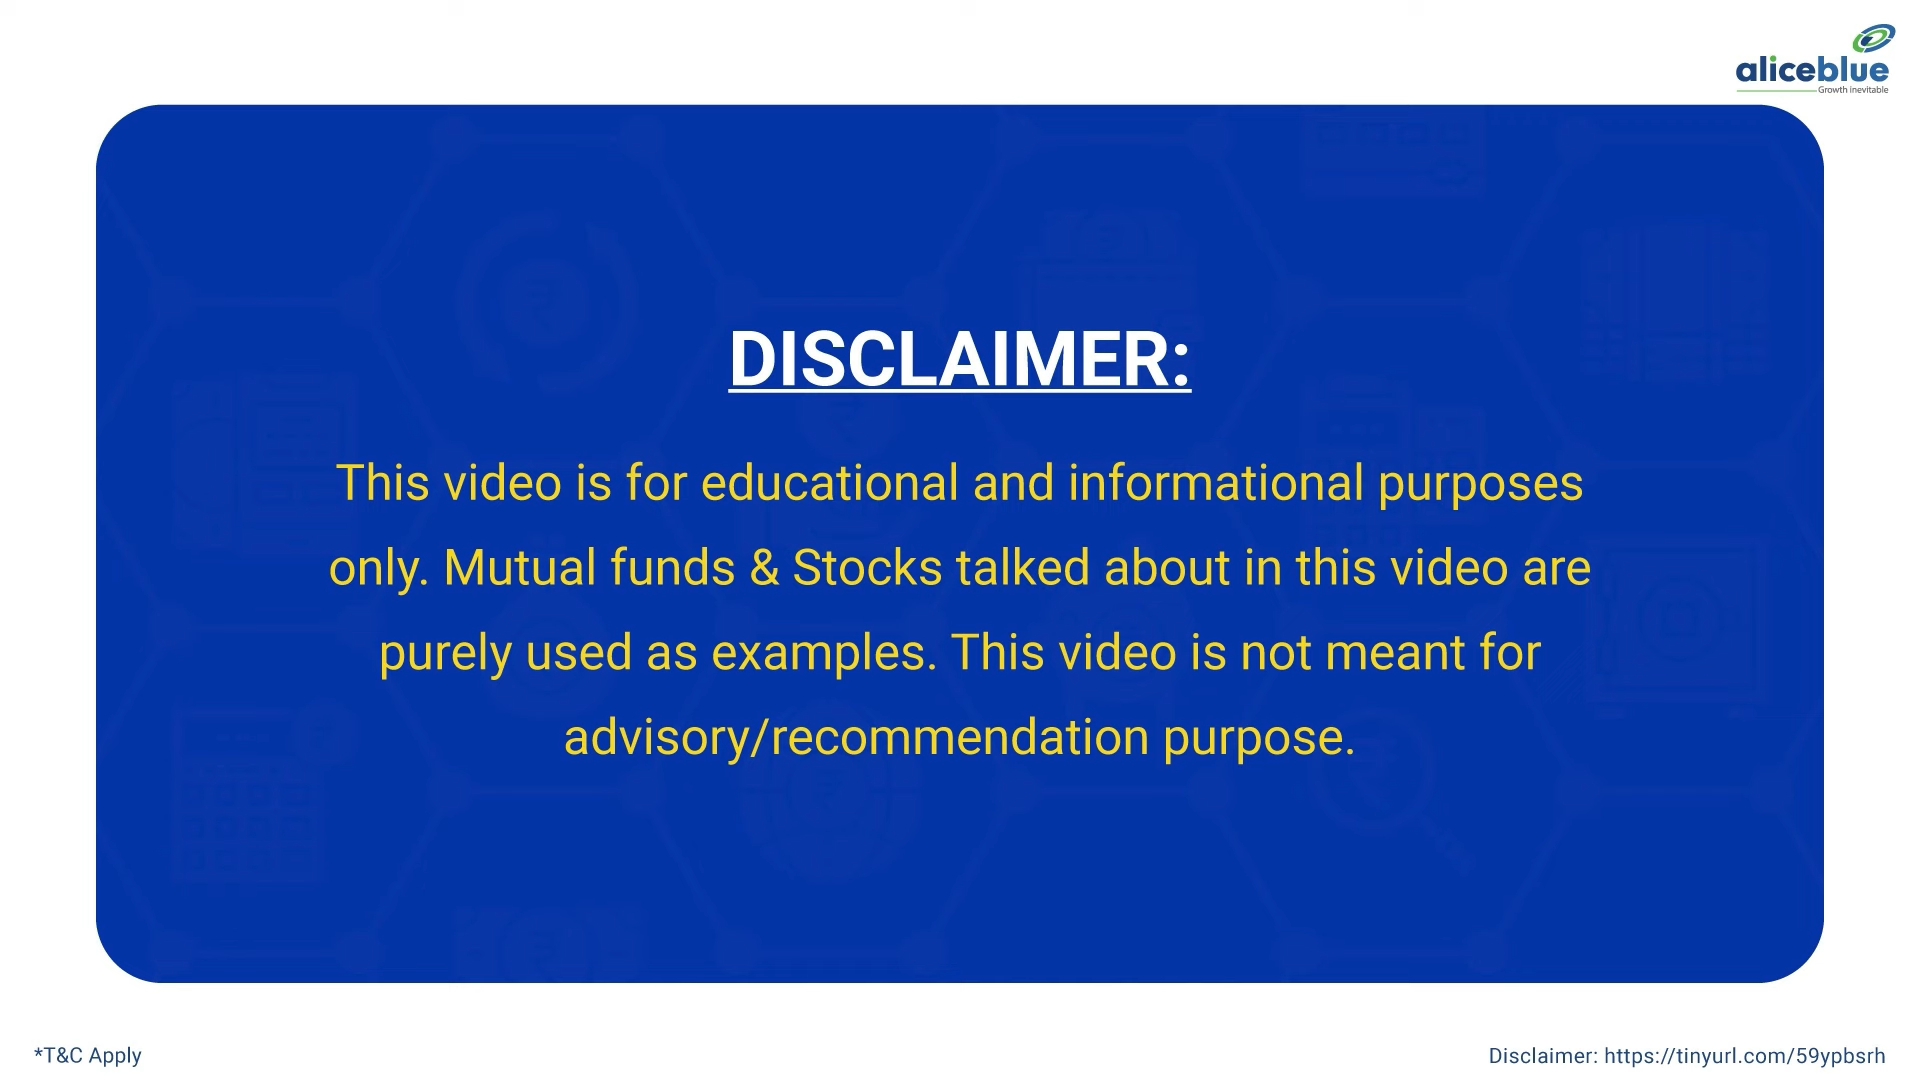 aliceblue
Growth inevitable
DISCLAIMER:
This video is for educational and informational purposes
only. Mutual funds & Stocks talked about in this video are
purely used as examples. This video is not meant for
advisory/recommendation purpose.
*T&C Apply
Disclaimer: https://tinyurl.com/59ypbsrh